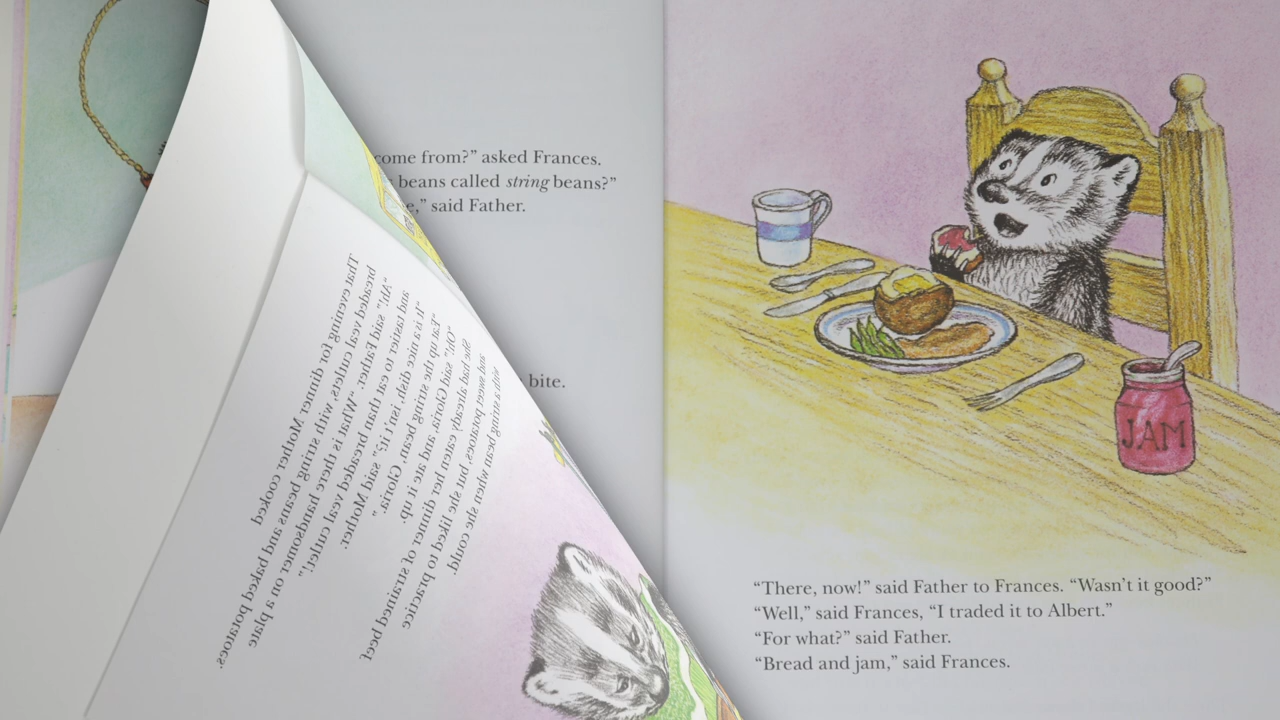 come from?” asked Frances.
beans called string beans?”
said Father.
bite.
That evening for dinner Mother cooked
breaded veal cutlets, with string beans and baked potatoes.
“Ah!” said Father. “What is there handsomer on a plate
and tastier to eat than breaded veal cutlet!”
“It is a nice dish, isn’t it?” said Mother.
“Eat up the string bean, Gloria.”
“Oh!” said Gloria, and ate it up.
She had already eaten her dinner of strained beef
and sweet potatoes, but she liked to practice
with a string bean when she could.
JAM
“There, now!” said Father to Frances. “Wasn’t it good?”
“Well,” said Frances, “I traded it to Albert.”
“For what?” said Father.
“Bread and jam,” said Frances.